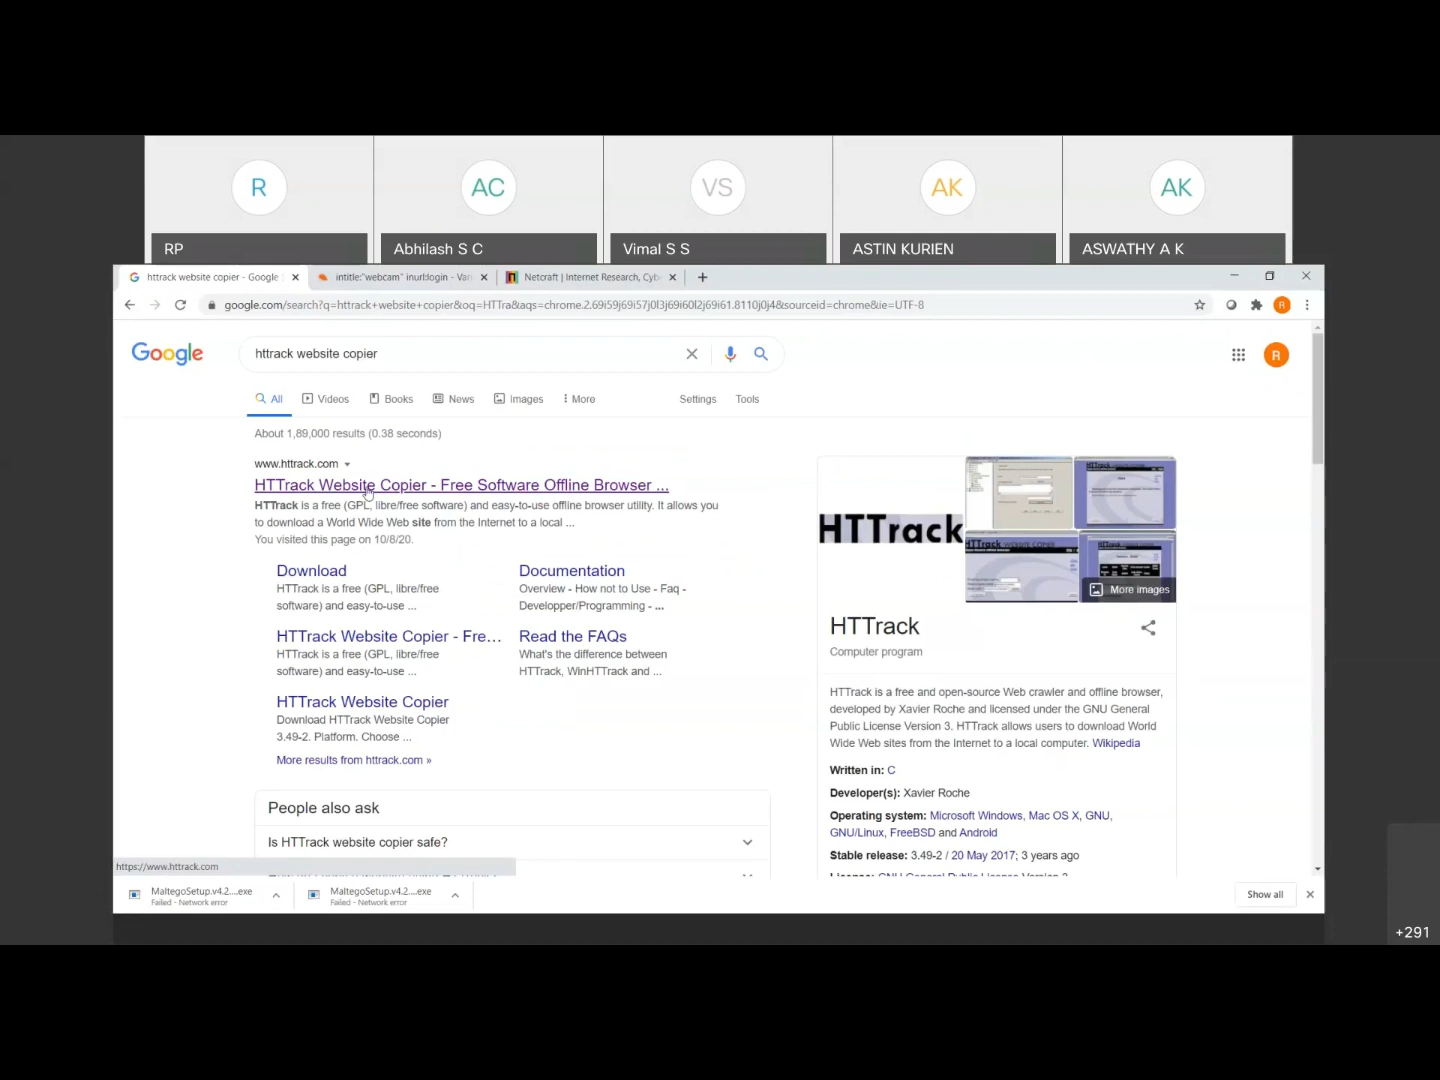 R
AC
VS
AK
AK
RP
Abhilash S C
Vimal S S
ASTIN KURIEN
ASWATHY A K
httrack website copier - Google
intitle:"webcam" inurl:login - Van
Netcraft | Internet Research, Cyb
google.com/search?q=httrack+website+copier&oq=HTTra&aqs=chrome.2.69i59j69i57j0l3j69i60l2j69i61.8110j0j4&sourceid=chrome&ie=UTF-8
R
Google
httrack website copier
R
All
Videos
Books
News
Images
More
Settings
Tools
About 1,89,000 results (0.38 seconds)
www.httrack.com
HTTrack Website Copier - Free Software Offline Browser ...
HTTrack is a free (GPL, libre/free software) and easy-to-use offline browser utility. It allows you
to download a World Wide Web site from the Internet to a local ...
You visited this page on 10/8/20.
Download
HTTrack is a free (GPL, libre/free
software) and easy-to-use ...
Documentation
Overview - How not to Use - Faq -
Developper/Programming - ...
HTTrack Website Copier - Fre...
HTTrack is a free (GPL, libre/free
software) and easy-to-use ...
Read the FAQs
What's the difference between
HTTrack, WinHTTrack and ...
HTTrack Website Copier
Download HTTrack Website Copier
3.49-2. Platform. Choose ...
More results from httrack.com »
People also ask
Is HTTrack website copier safe?
HTTrack
More images
HTTrack
Computer program
HTTrack is a free and open-source Web crawler and offline browser,
developed by Xavier Roche and licensed under the GNU General
Public License Version 3. HTTrack allows users to download World
Wide Web sites from the Internet to a local computer. Wikipedia
Written in: C
Developer(s): Xavier Roche
Operating system: Microsoft Windows, Mac OS X, GNU,
GNU/Linux, FreeBSD and Android
Stable release: 3.49-2 / 20 May 2017; 3 years ago
License: GNU General Public License Version 3
https://www.httrack.com
MaltegoSetup.v4.2....exe
Failed - Network error
MaltegoSetup.v4.2....exe
Failed - Network error
Show all
+291